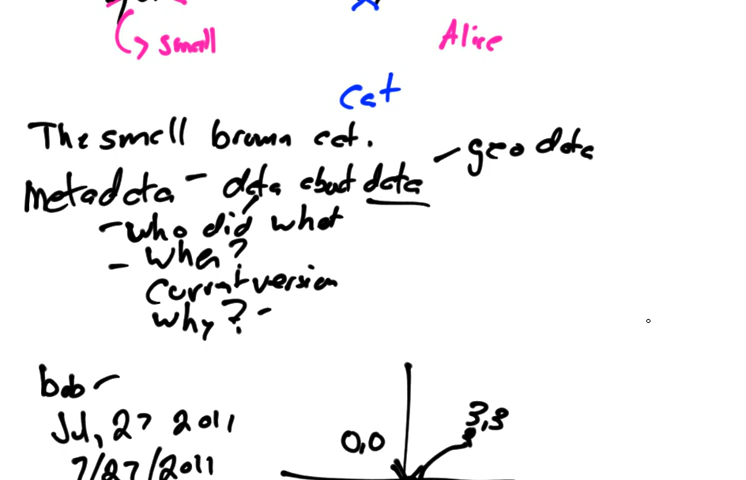 small
Alice
Cat
The small brown cat.
Metadata - data about data - geo data
- who did what
- when?
Current version
why? -
bob -
Jul, 27 2011
7/27/2011
0,0
3,3